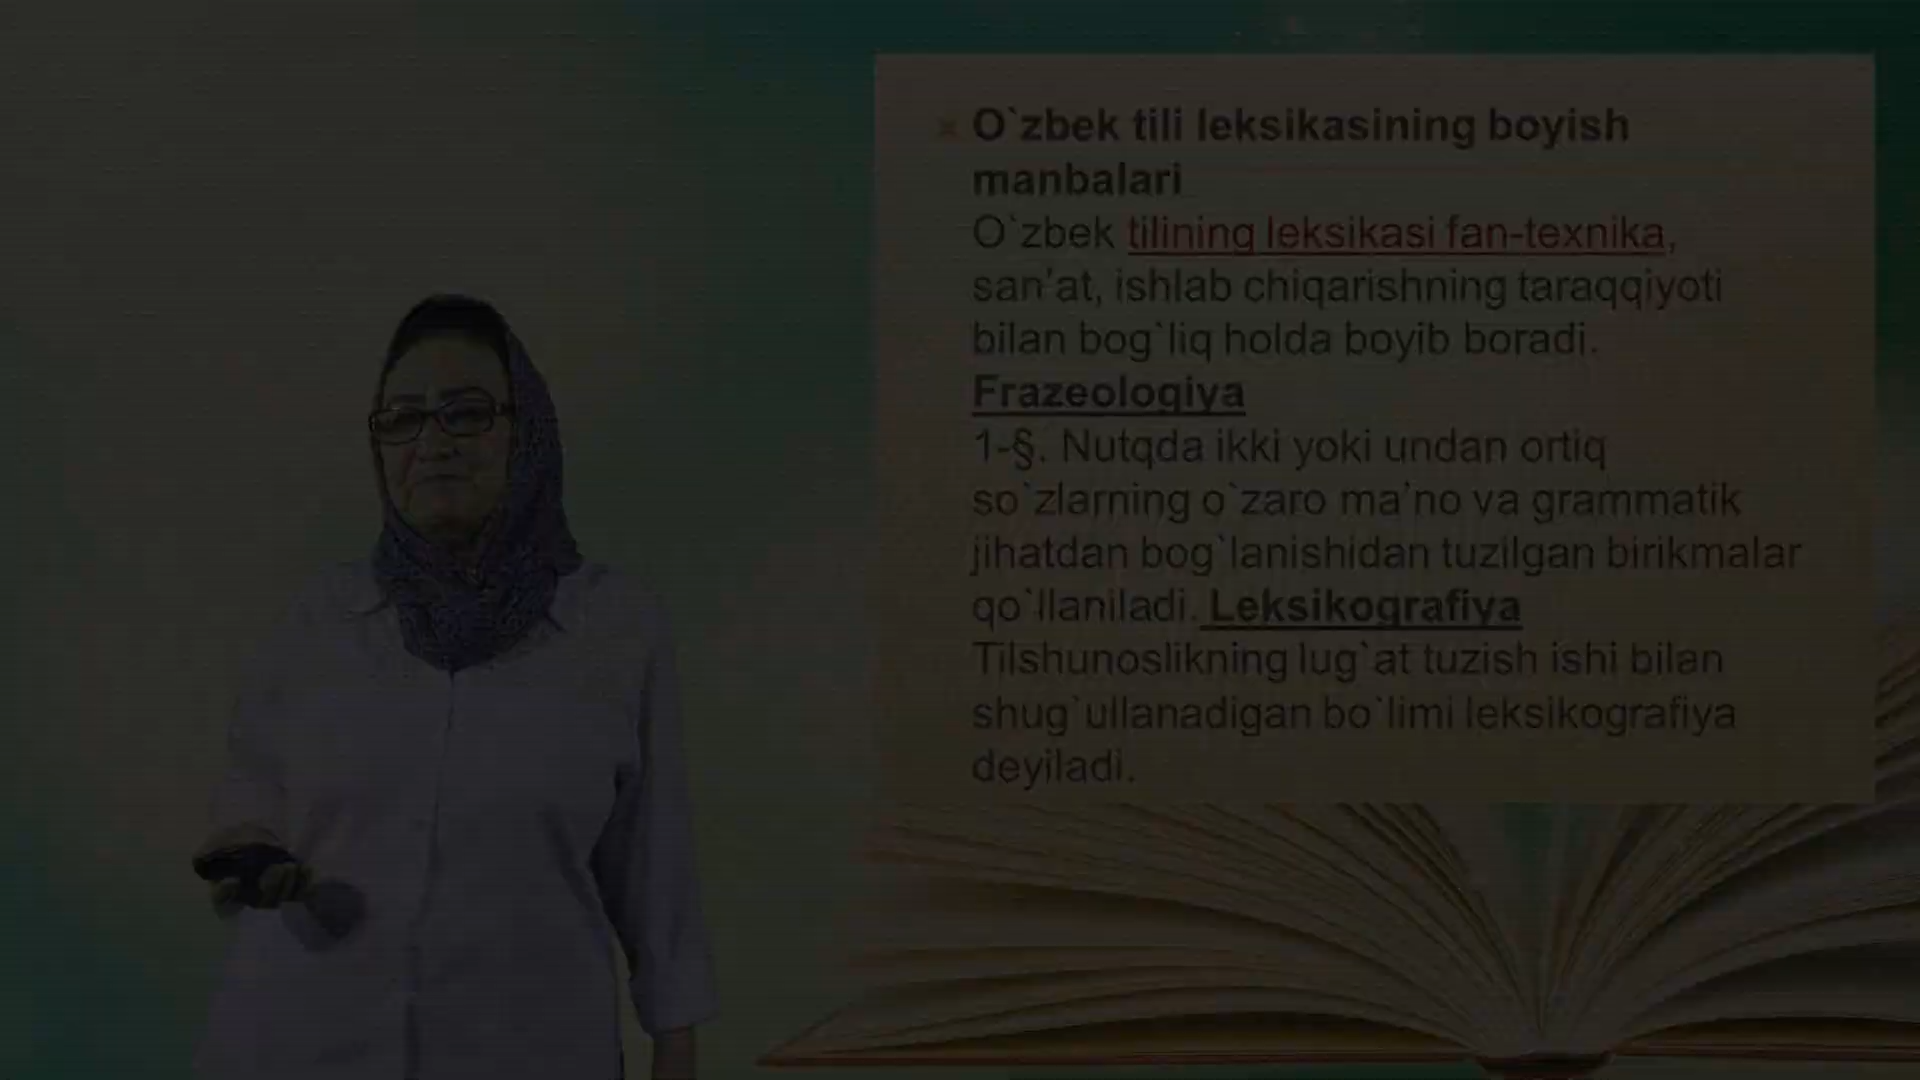 O`zbek tili leksikasining boyish
manbalari
O`zbek tilining leksikasi fan-texnika,
san’at, ishlab chiqarishning taraqqiyoti
bilan bog`liq holda boyib boradi.
Frazeologiya
1-§. Nutqda ikki yoki undan ortiq
so`zlarning o`zaro ma’no va grammatik
jihatdan bog`lanishidan tuzilgan birikmalar
qo`llaniladi. Leksikografiya
Tilshunoslikning lug`at tuzish ishi bilan
shug`ullanadigan bo`limi leksikografiya
deyiladi.